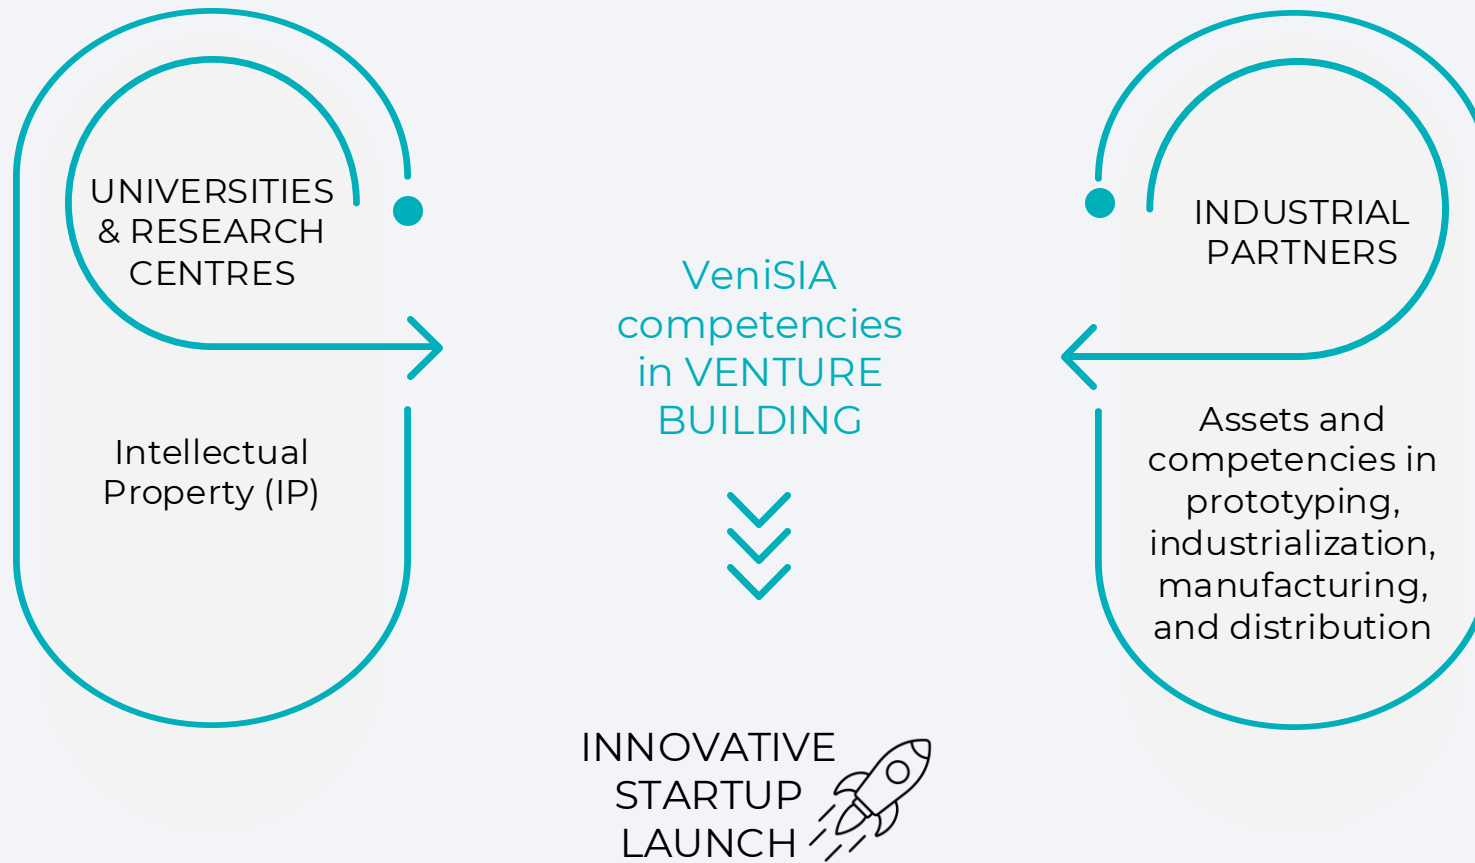 UNIVERSITIES
& RESEARCH
CENTRES
Intellectual
Property (IP)
VeniSIA
competencies
in VENTURE
BUILDING
INNOVATIVE
STARTUP
LAUNCH
INDUSTRIAL
PARTNERS
Assets and
competencies in
prototyping,
industrialization,
manufacturing,
and distribution